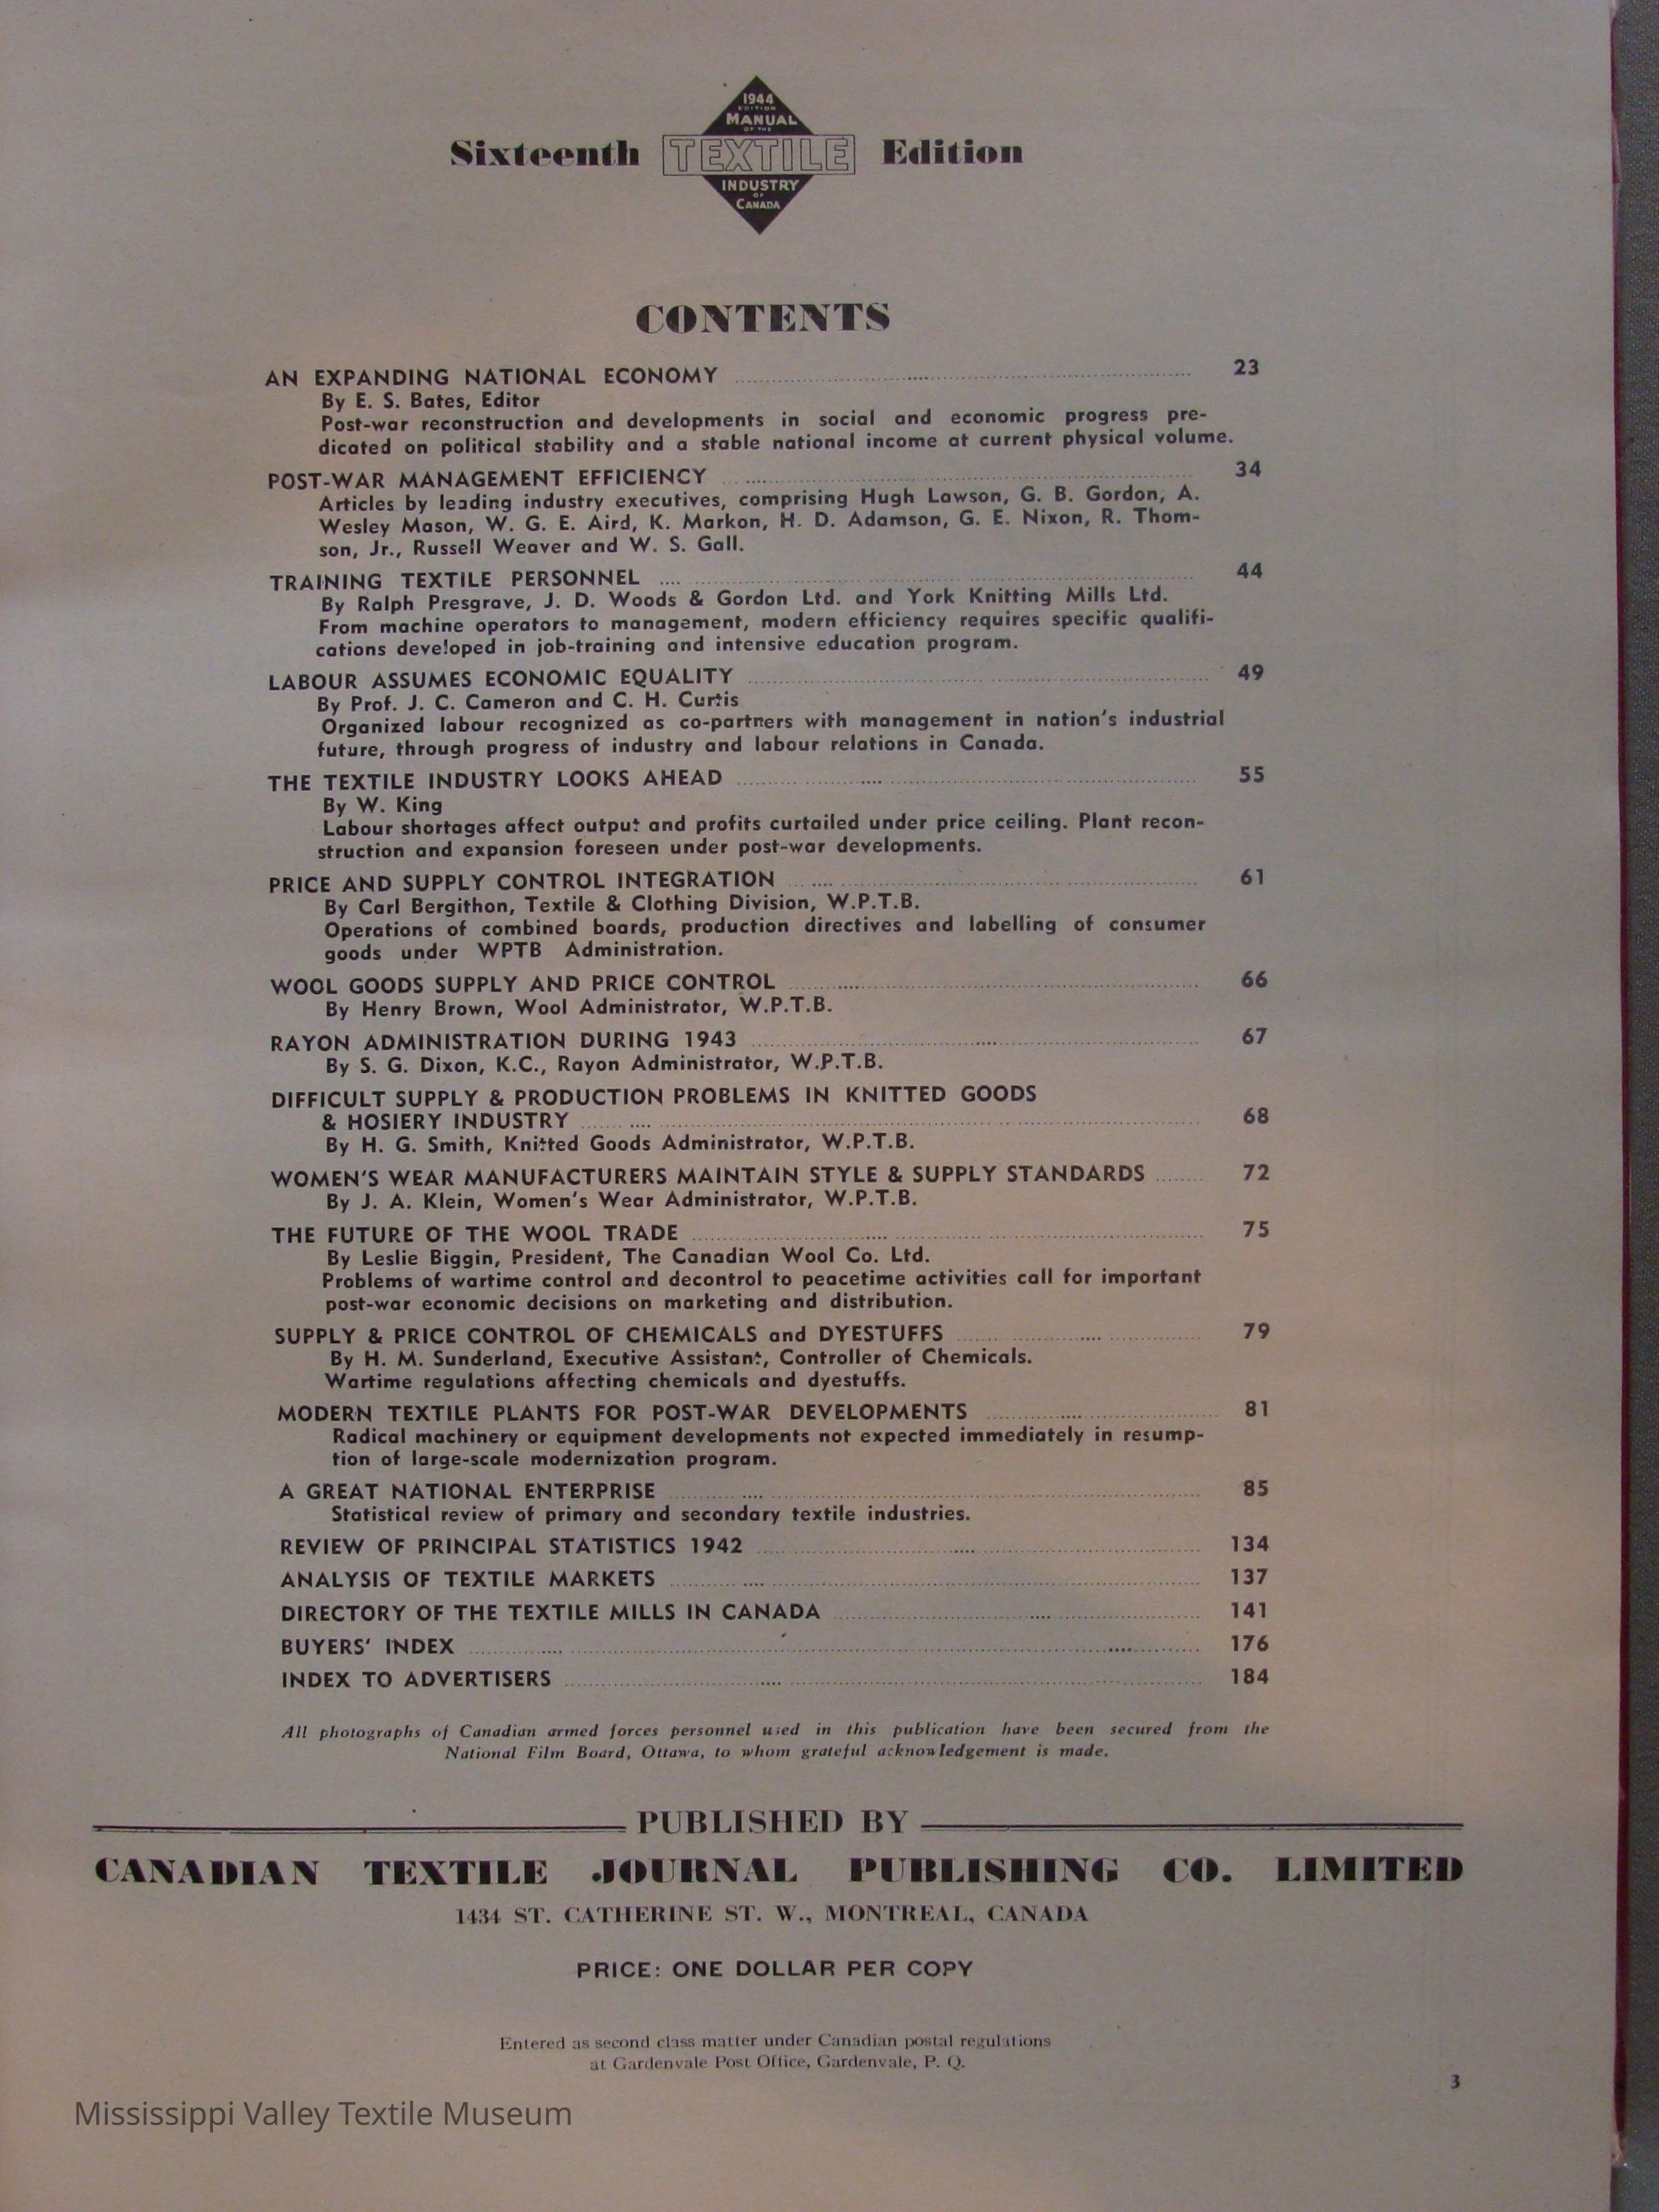 1944
EDITION
MANUAL
OF THE
Sixteenth TEXTILE Edition
INDUSTRY
OF
CANADA
CONTENTS
AN EXPANDING NATIONAL ECONOMY 23
By E. S. Bates, Editor
Post-war reconstruction and developments in social and economic progress pre-
dicated on political stability and a stable national income at current physical volume.
POST-WAR MANAGEMENT EFFICIENCY 34
Articles by leading industry executives, comprising Hugh Lawson, G. B. Gordon, A.
Wesley Mason, W. G. E. Aird, K. Markon, H. D. Adamson, G. E. Nixon, R. Thom-
son, Jr., Russell Weaver and W. S. Gall.
TRAINING TEXTILE PERSONNEL 44
By Ralph Presgrave, J. D. Woods & Gordon Ltd. and York Knitting Mills Ltd.
From machine operators to management, modern efficiency requires specific qualifi-
cations developed in job-training and intensive education program.
LABOUR ASSUMES ECONOMIC EQUALITY 49
By Prof. J. C. Cameron and C. H. Curtis
Organized labour recognized as co-partners with management in nation's industrial
future, through progress of industry and labour relations in Canada.
THE TEXTILE INDUSTRY LOOKS AHEAD 55
By W. King
Labour shortages affect output and profits curtailed under price ceiling. Plant recon-
struction and expansion foreseen under post-war developments.
PRICE AND SUPPLY CONTROL INTEGRATION 61
By Carl Bergithon, Textile & Clothing Division, W.P.T.B.
Operations of combined boards, production directives and labelling of consumer
goods under WPTB Administration.
WOOL GOODS SUPPLY AND PRICE CONTROL 66
By Henry Brown, Wool Administrator, W.P.T.B.
RAYON ADMINISTRATION DURING 1943 67
By S. G. Dixon, K.C., Rayon Administrator, W.P.T.B.
DIFFICULT SUPPLY & PRODUCTION PROBLEMS IN KNITTED GOODS
& HOSIERY INDUSTRY 68
By H. G. Smith, Knitted Goods Administrator, W.P.T.B.
WOMEN'S WEAR MANUFACTURERS MAINTAIN STYLE & SUPPLY STANDARDS 72
By J. A. Klein, Women's Wear Administrator, W.P.T.B.
THE FUTURE OF THE WOOL TRADE 75
By Leslie Biggin, President, The Canadian Wool Co. Ltd.
Problems of wartime control and decontrol to peacetime activities call for important
post-war economic decisions on marketing and distribution.
SUPPLY & PRICE CONTROL OF CHEMICALS and DYESTUFFS 79
By H. M. Sunderland, Executive Assistant, Controller of Chemicals.
Wartime regulations affecting chemicals and dyestuffs.
MODERN TEXTILE PLANTS FOR POST-WAR DEVELOPMENTS 81
Radical machinery or equipment developments not expected immediately in resump-
tion of large-scale modernization program.
A GREAT NATIONAL ENTERPRISE 85
Statistical review of primary and secondary textile industries.
REVIEW OF PRINCIPAL STATISTICS 1942 134
ANALYSIS OF TEXTILE MARKETS 137
DIRECTORY OF THE TEXTILE MILLS IN CANADA 141
BUYERS' INDEX 176
INDEX TO ADVERTISERS 184
All photographs of Canadian armed forces personnel used in this publication have been secured from the
National Film Board, Ottawa, to whom grateful acknowledgement is made.
PUBLISHED BY
CANADIAN TEXTILE JOURNAL PUBLISHING CO. LIMITED
1434 ST. CATHERINE ST. W., MONTREAL, CANADA
PRICE: ONE DOLLAR PER COPY
Entered as second class matter under Canadian postal regulations
at Gardenvale Post Office, Gardenvale, P. Q.
3
Mississippi Valley Textile Museum